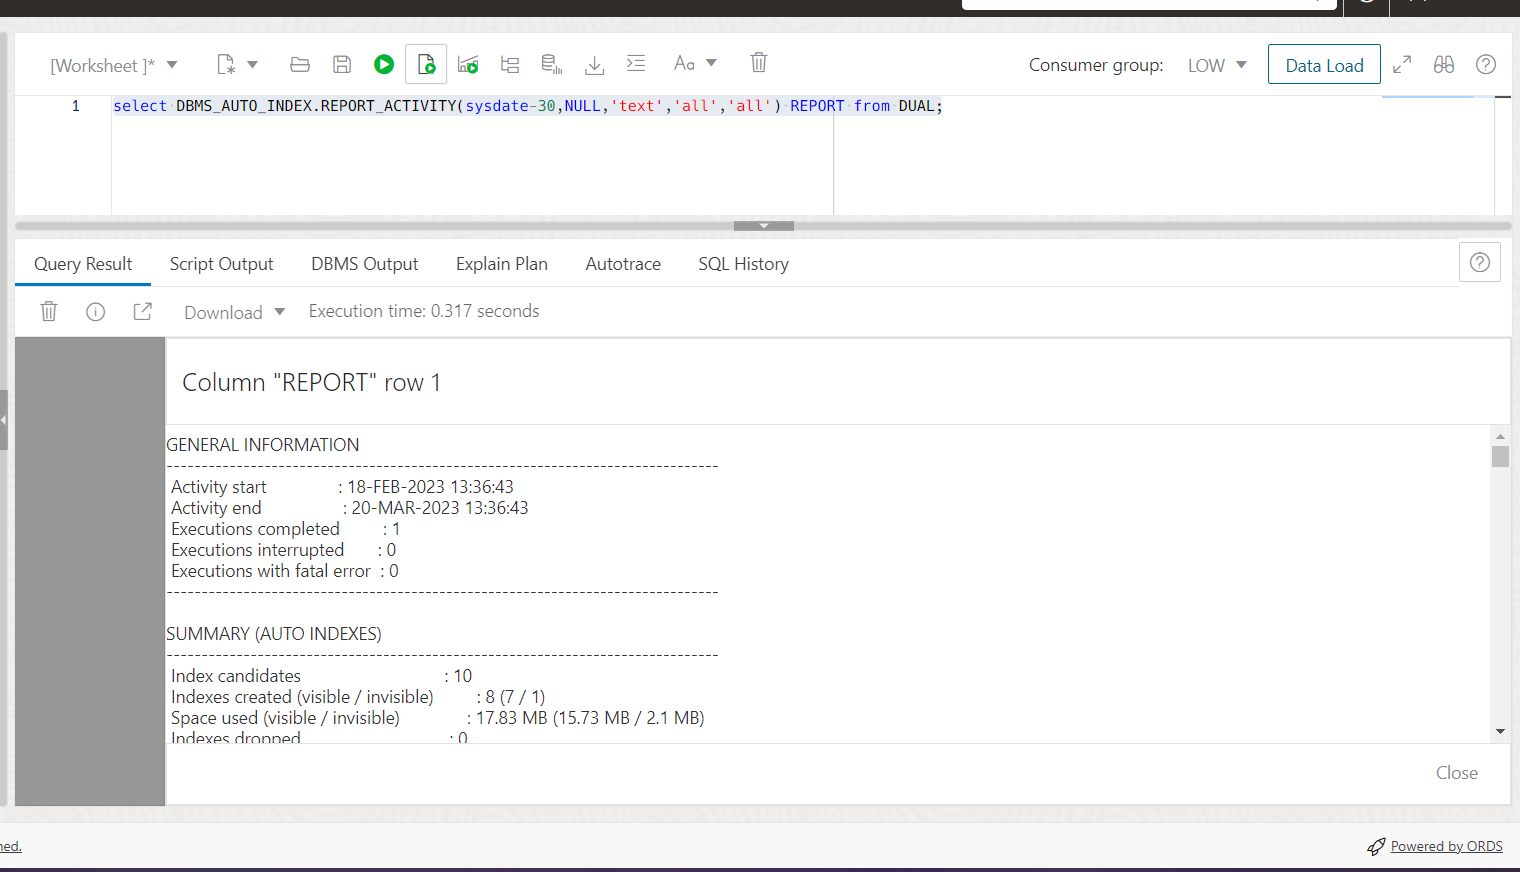 [Worksheet ]*
Aa
Consumer group: LOW
Data Load
1 select DBMS_AUTO_INDEX.REPORT_ACTIVITY(sysdate-30,NULL,'text','all','all') REPORT from DUAL;
Query Result Script Output DBMS Output Explain Plan Autotrace SQL History
Download Execution time: 0.317 seconds
Column "REPORT" row 1
GENERAL INFORMATION
-------------------------------------------------------------------------------
Activity start : 18-FEB-2023 13:36:43
Activity end : 20-MAR-2023 13:36:43
Executions completed : 1
Executions interrupted : 0
Executions with fatal error : 0
-------------------------------------------------------------------------------
SUMMARY (AUTO INDEXES)
-------------------------------------------------------------------------------
Index candidates : 10
Indexes created (visible / invisible) : 8 (7 / 1)
Space used (visible / invisible) : 17.83 MB (15.73 MB / 2.1 MB)
Indexes dropped : 0
Close
ned.
Powered by ORDS